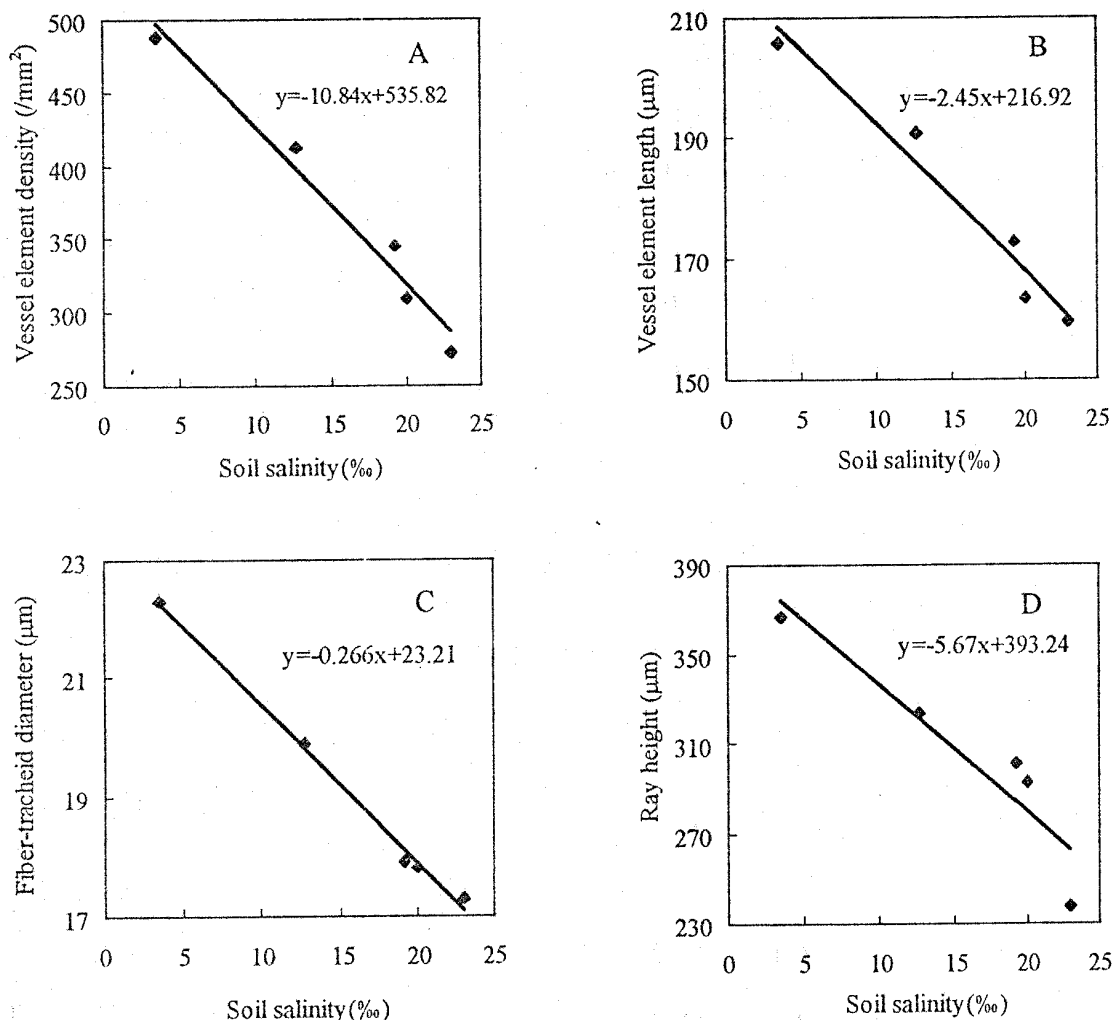 A
y=-10.84x+535.82
Vessel element density (/mm²)
500
450
400
350
300
250
0 5 10 15 20 25
Soil salinity(‰)
B
y=-2.45x+216.92
Vessel element length (μm)
210
190
170
150
0 5 10 15 20 25
Soil salinity(‰)
C
y=-0.266x+23.21
Fiber-tracheid diameter (μm)
23
21
19
17
0 5 10 15 20 25
Soil salinity(‰)
D
y=-5.67x+393.24
Ray height (μm)
390
350
310
270
230
0 5 10 15 20 25
Soil salinity(‰)